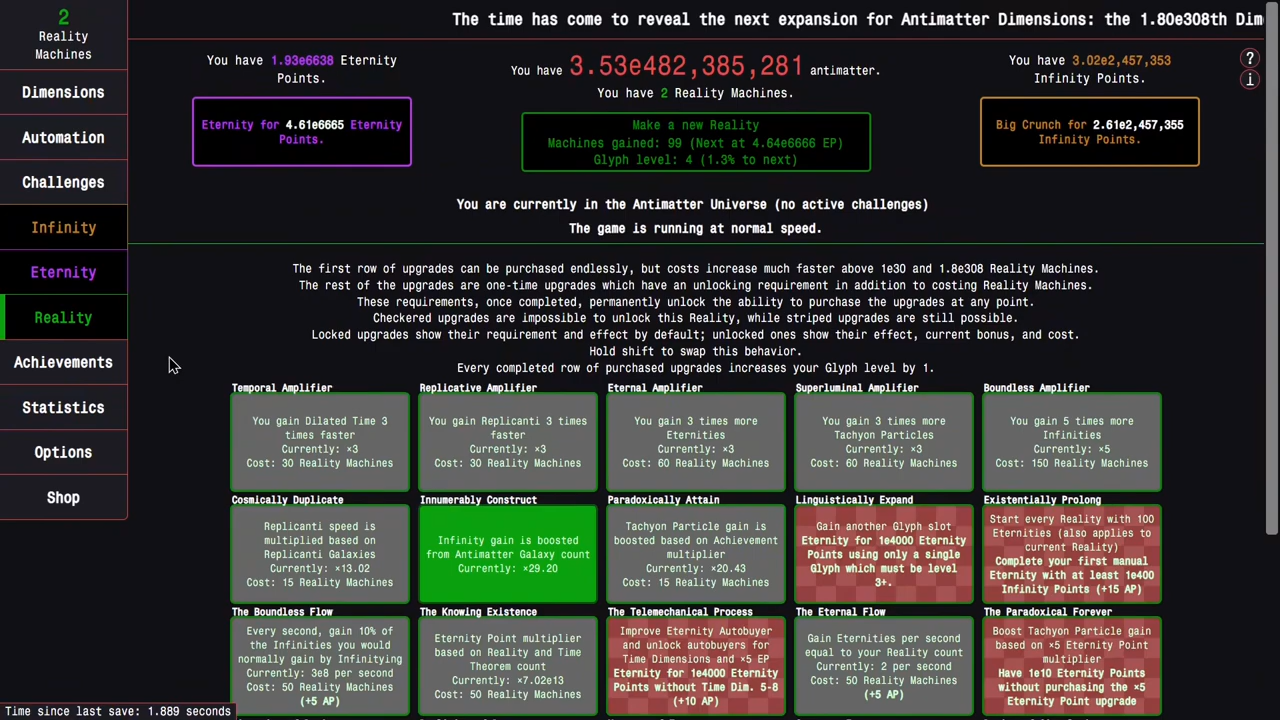 2
Reality
Machines
Dimensions
Automation
Challenges
Infinity
Eternity
Reality
Achievements
Statistics
Options
Shop
The time has come to reveal the next expansion for Antimatter Dimensions: the 1.80e308th Dim
You have 1.93e6638 Eternity
Points.
Eternity for 4.61e6665 Eternity
Points.
You have 3.53e482,385,281 antimatter.
You have 2 Reality Machines.
Make a new Reality
Machines gained: 99 (Next at 4.64e6666 EP)
Glyph level: 4 (1.3% to next)
You have 3.02e2,457,353
Infinity Points.
Big Crunch for 2.61e2,457,355
Infinity Points.
?
i
You are currently in the Antimatter Universe (no active challenges)
The game is running at normal speed.
The first row of upgrades can be purchased endlessly, but costs increase much faster above 1e30 and 1.8e308 Reality Machines.
The rest of the upgrades are one-time upgrades which have an unlocking requirement in addition to costing Reality Machines.
These requirements, once completed, permanently unlock the ability to purchase the upgrades at any point.
Checkered upgrades are impossible to unlock this Reality, while striped upgrades are still possible.
Locked upgrades show their requirement and effect by default; unlocked ones show their effect, current bonus, and cost.
Hold shift to swap this behavior.
Every completed row of purchased upgrades increases your Glyph level by 1.
Temporal Amplifier
You gain Dilated Time 3
times faster
Currently: ×3
Cost: 30 Reality Machines
Replicative Amplifier
You gain Replicanti 3 times
faster
Currently: ×3
Cost: 30 Reality Machines
Eternal Amplifier
You gain 3 times more
Eternities
Currently: ×3
Cost: 60 Reality Machines
Superluminal Amplifier
You gain 3 times more
Tachyon Particles
Currently: ×3
Cost: 60 Reality Machines
Boundless Amplifier
You gain 5 times more
Infinities
Currently: ×5
Cost: 150 Reality Machines
Cosmically Duplicate
Replicanti speed is
multiplied based on
Replicanti Galaxies
Currently: ×13.02
Cost: 15 Reality Machines
Innumerably Construct
Infinity gain is boosted
from Antimatter Galaxy count
Currently: ×29.20
Paradoxically Attain
Tachyon Particle gain is
boosted based on Achievement
multiplier
Currently: ×20.43
Cost: 15 Reality Machines
Linguistically Expand
Gain another Glyph slot
Eternity for 1e4000 Eternity
Points using only a single
Glyph which must be level
3+.
Existentially Prolong
Start every Reality with 100
Eternities (also applies to
current Reality)
Complete your first manual
Eternity with at least 1e400
Infinity Points (+15 AP)
The Boundless Flow
Every second, gain 10% of
the Infinities you would
normally gain by Infinitying
Currently: 3e8 per second
Cost: 50 Reality Machines
(+5 AP)
The Knowing Existence
Eternity Point multiplier
based on Reality and Time
Theorem count
Currently: ×7.02e13
Cost: 50 Reality Machines
The Telemechanical Process
Improve Eternity Autobuyer
and unlock autobuyers for
Time Dimensions and ×5 EP
Eternity for 1e4000 Eternity
Points without Time Dim. 5-8
(+10 AP)
The Eternal Flow
Gain Eternities per second
equal to your Reality count
Currently: 2 per second
Cost: 50 Reality Machines
(+5 AP)
The Paradoxical Forever
Boost Tachyon Particle gain
based on ×5 Eternity Point
multiplier
Have 1e10 Eternity Points
without purchasing the ×5
Eternity Point upgrade
Time since last save: 1.889 seconds